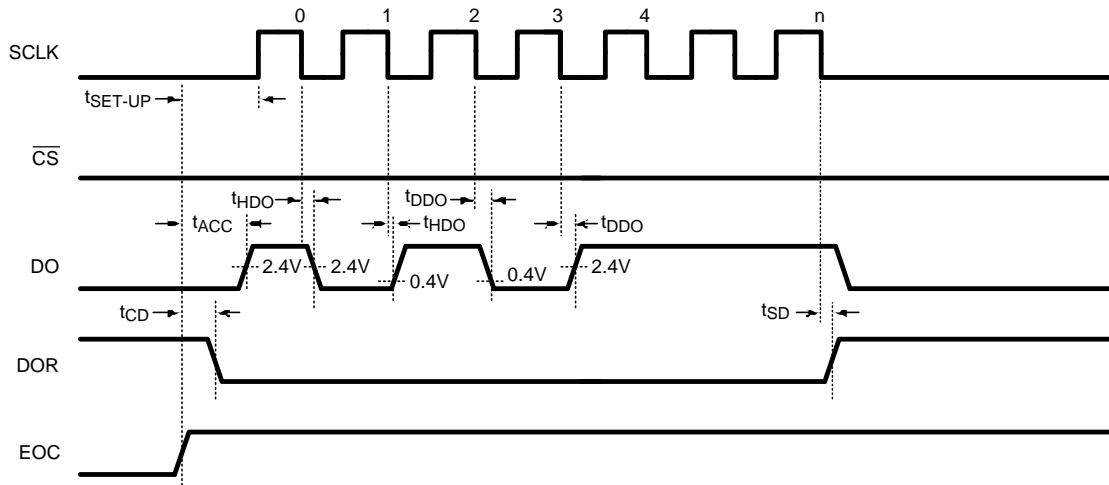 0 1 2 3 4 n
SCLK
tSET-UP
CS
tHDO tDDO
tACC tHDO tDDO
DO 2.4V 2.4V 0.4V 0.4V 2.4V
tCD tSD
DOR
EOC